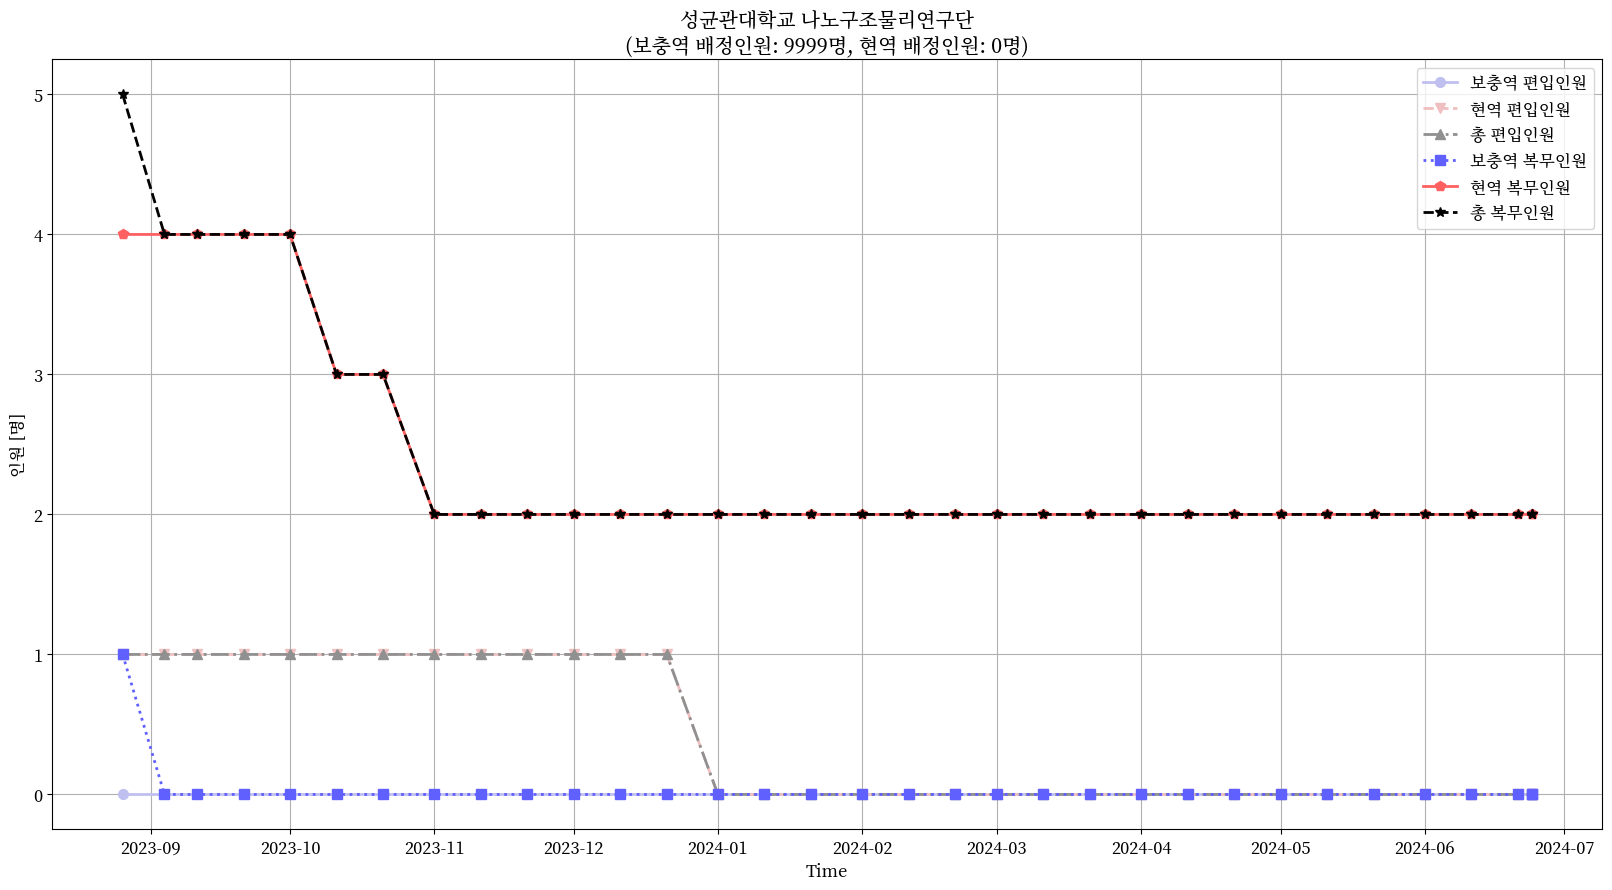 성균관대학교 나노구조물리연구단
(보충역 배정인원: 9999명, 현역 배정인원: 0명)
보충역 편입인원
현역 편입인원
총 편입인원
보충역 복무인원
현역 복무인원
총 복무인원
인원 [명]
5
4
3
2
1
0
2023-09 2023-10 2023-11 2023-12 2024-01 2024-02 2024-03 2024-04 2024-05 2024-06 2024-07
Time